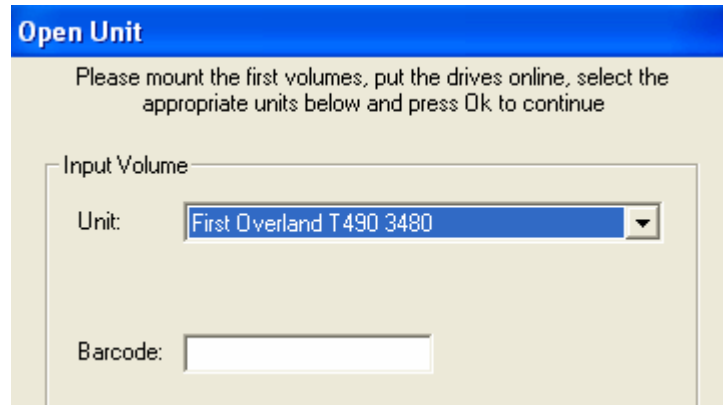 Open Unit
Please mount the first volumes, put the drives online, select the
appropriate units below and press Ok to continue
Input Volume
Unit:
First Overland T490 3480
Barcode: